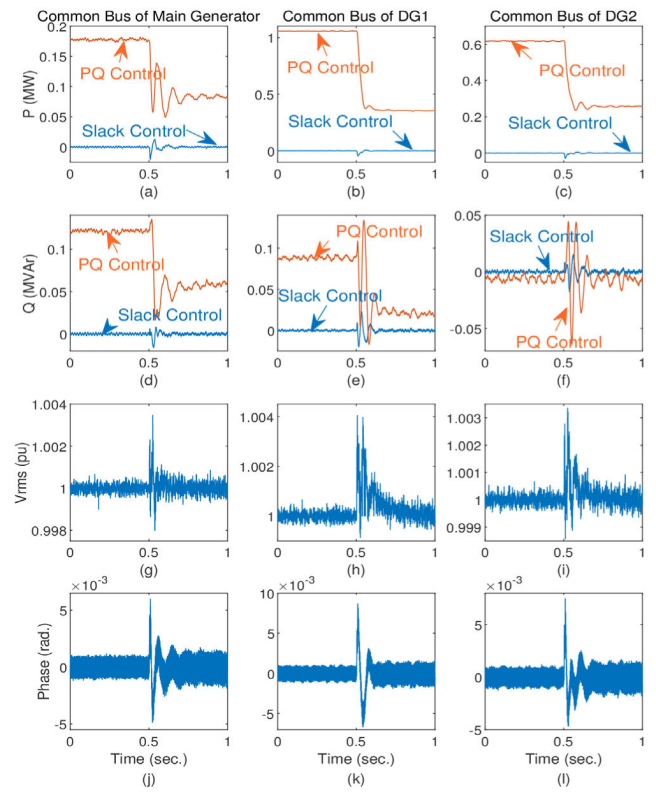 Common Bus of Main Generator Common Bus of DG1 Common Bus of DG2
P (MW)
0.2
0.15
0.1
0.05
0
PQ Control
Slack Control
(a)
1
0.5
0
PQ Control
Slack Control
(b)
0.6
0.4
0.2
0
PQ Control
Slack Control
(c)
0 0.5 1
0 0.5 1
0 0.5 1
Q (MVAr)
0.1
0.05
0
PQ Control
Slack Control
0 0.5 1
(d)
0.1
0.05
0
PQ Control
Slack Control
0 0.5 1
(e)
0.05
0
-0.05
Slack Control
PQ Control
0 0.5 1
(f)
Vrms (pu)
1.004
1.002
1
0.998
0 0.5 1
(g)
1.004
1.002
1
0 0.5 1
(h)
1.003
1.002
1.001
1
0.999
0 0.5 1
(i)
Phase (rad.)
×10⁻³
5
0
-5
0 0.5 1
Time (sec.)
(j)
×10⁻³
10
5
0
-5
0 0.5 1
Time (sec.)
(k)
×10⁻³
5
0
-5
0 0.5 1
Time (sec.)
(l)